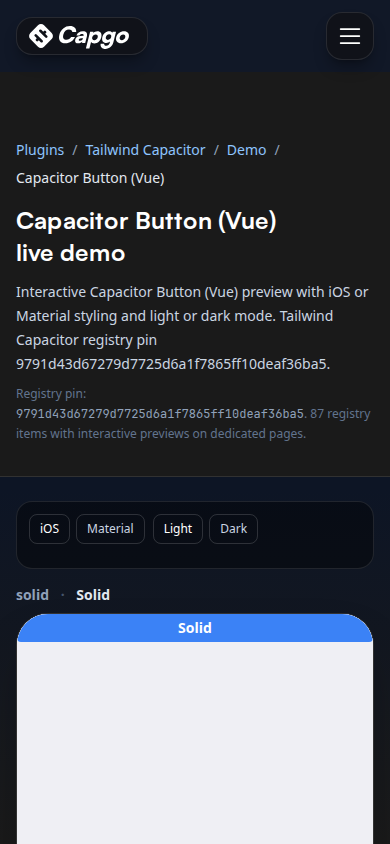 Capgo
Plugins / Tailwind Capacitor / Demo /
Capacitor Button (Vue)
Capacitor Button (Vue)
live demo
Interactive Capacitor Button (Vue) preview with iOS or
Material styling and light or dark mode. Tailwind
Capacitor registry pin
9791d43d67279d7725d6a1f7865ff10deaf36ba5.
Registry pin:
9791d43d67279d7725d6a1f7865ff10deaf36ba5. 87 registry
items with interactive previews on dedicated pages.
iOS Material Light Dark
solid · Solid
Solid